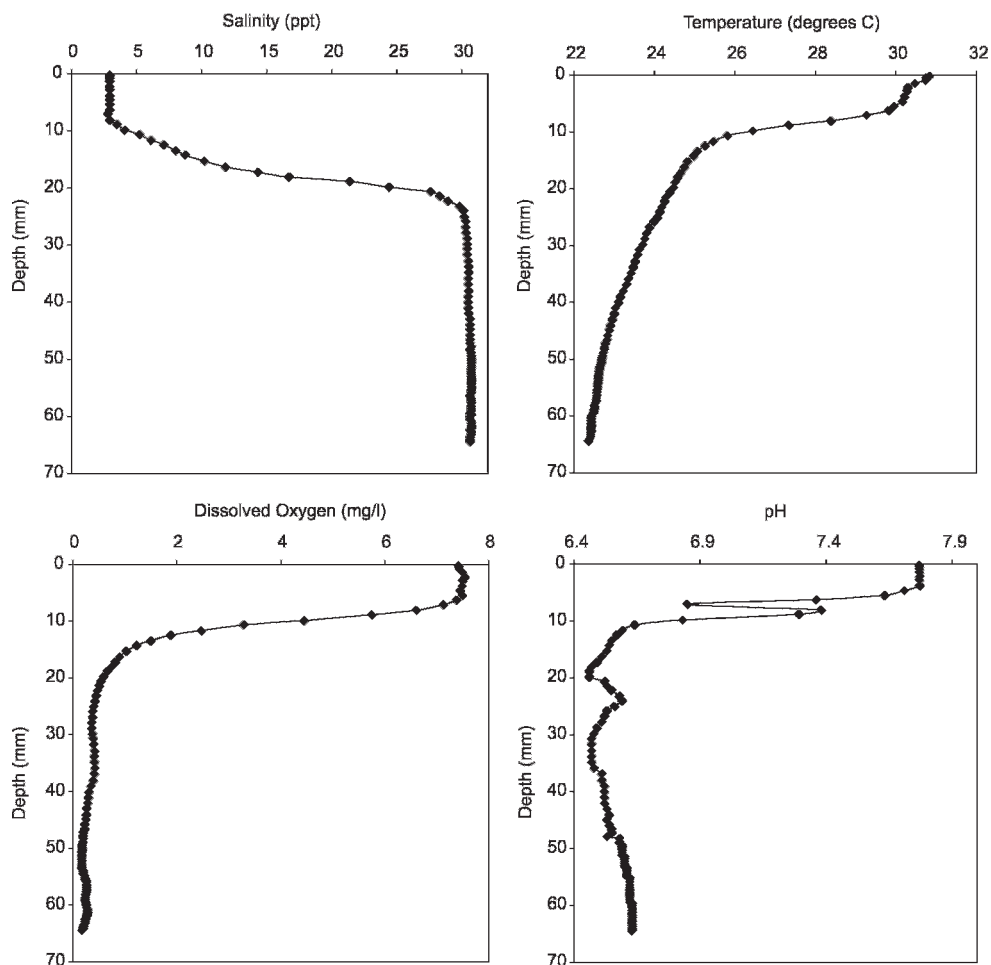 Salinity (ppt)
0 5 10 15 20 25 30
Depth (mm)
0
10
20
30
40
50
60
70
Temperature (degrees C)
22 24 26 28 30 32
Depth (mm)
0
10
20
30
40
50
60
70
Dissolved Oxygen (mg/l)
0 2 4 6 8
Depth (mm)
0
10
20
30
40
50
60
70
pH
6.4 6.9 7.4 7.9
Depth (mm)
0
10
20
30
40
50
60
70